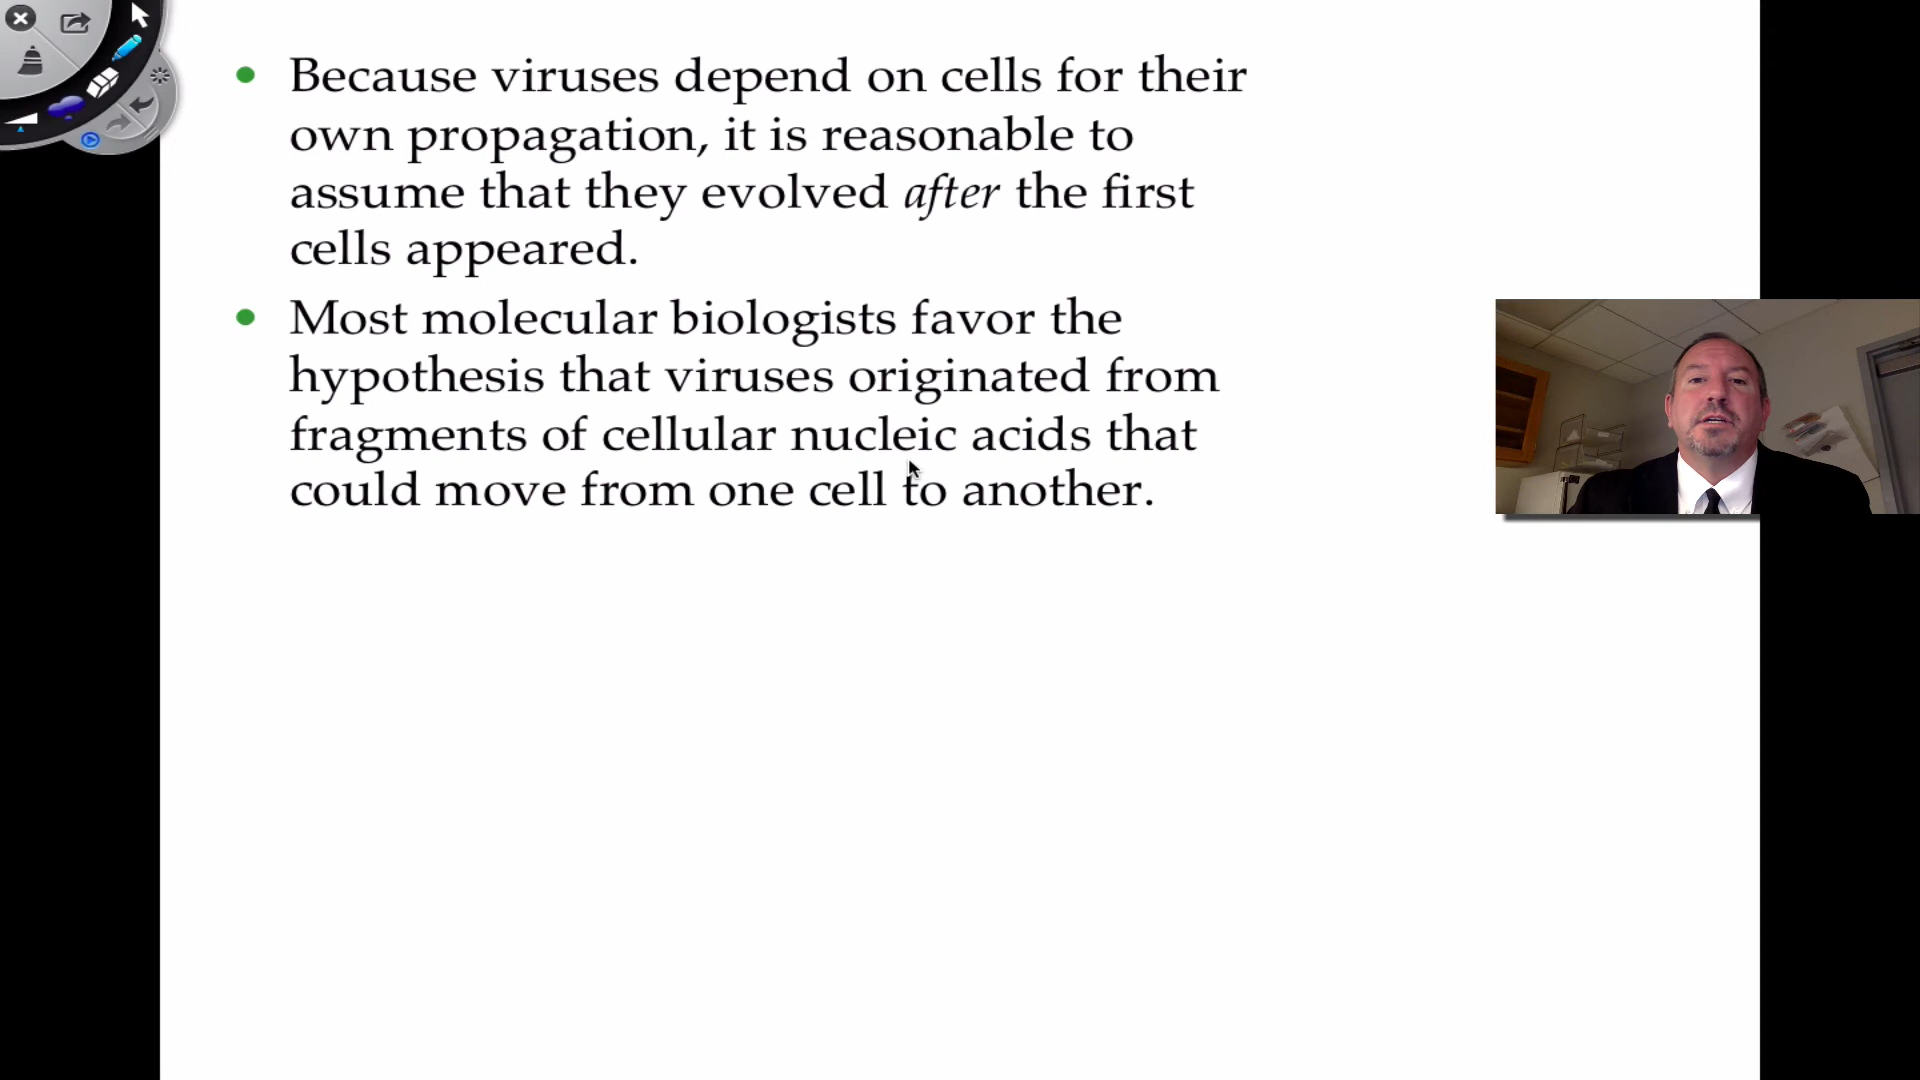 Because viruses depend on cells for their
own propagation, it is reasonable to
assume that they evolved after the first
cells appeared.
Most molecular biologists favor the
hypothesis that viruses originated from
fragments of cellular nucleic acids that
could move from one cell to another.